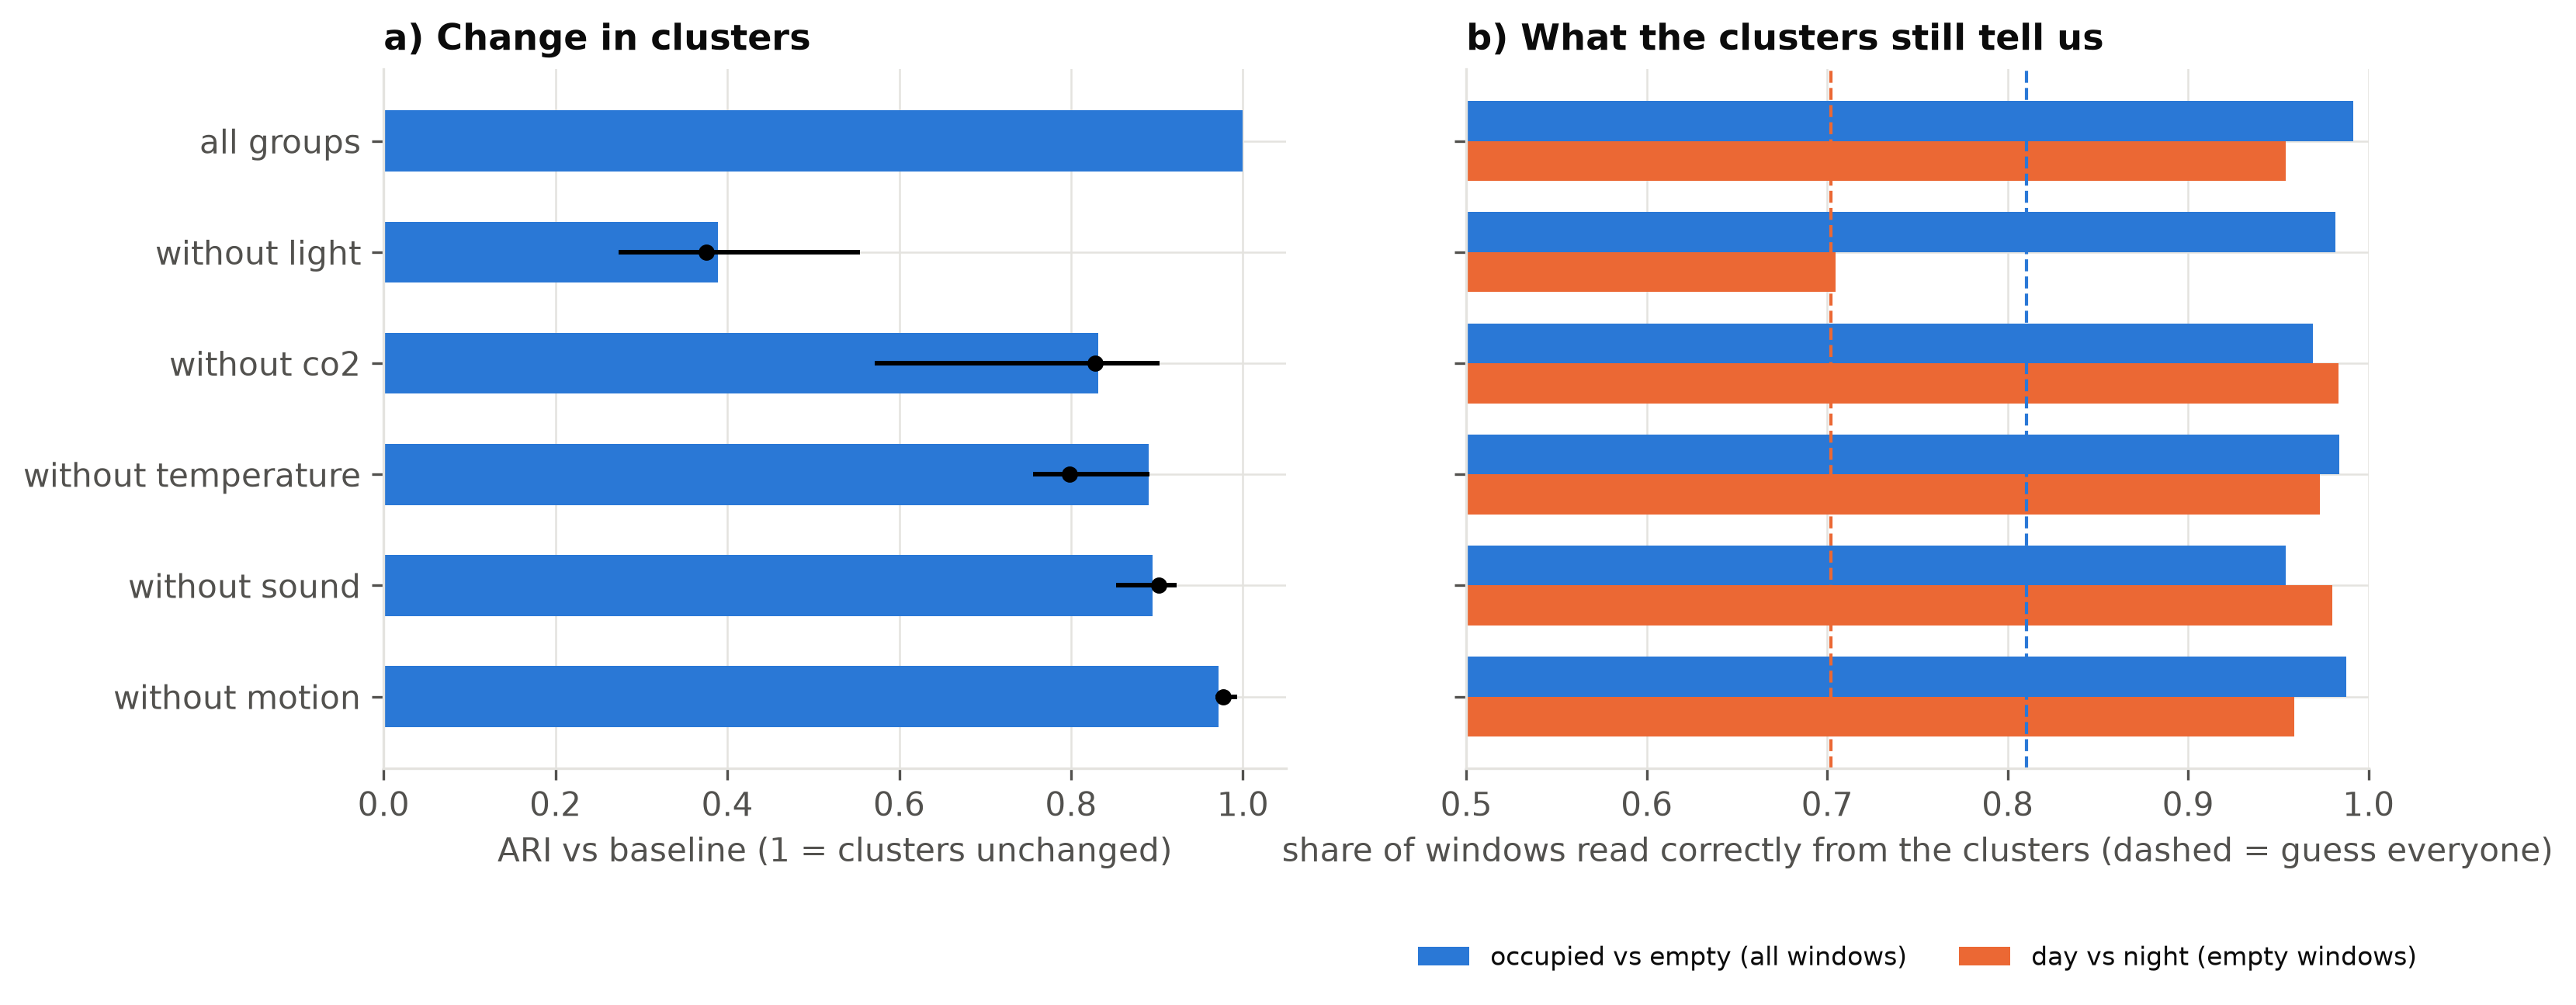 a) Change in clusters
all groups
without light
without co2
without temperature
without sound
without motion
0.0 0.2 0.4 0.6 0.8 1.0
ARI vs baseline (1 = clusters unchanged)
b) What the clusters still tell us
0.5 0.6 0.7 0.8 0.9 1.0
share of windows read correctly from the clusters (dashed = guess everyone)
occupied vs empty (all windows) day vs night (empty windows)